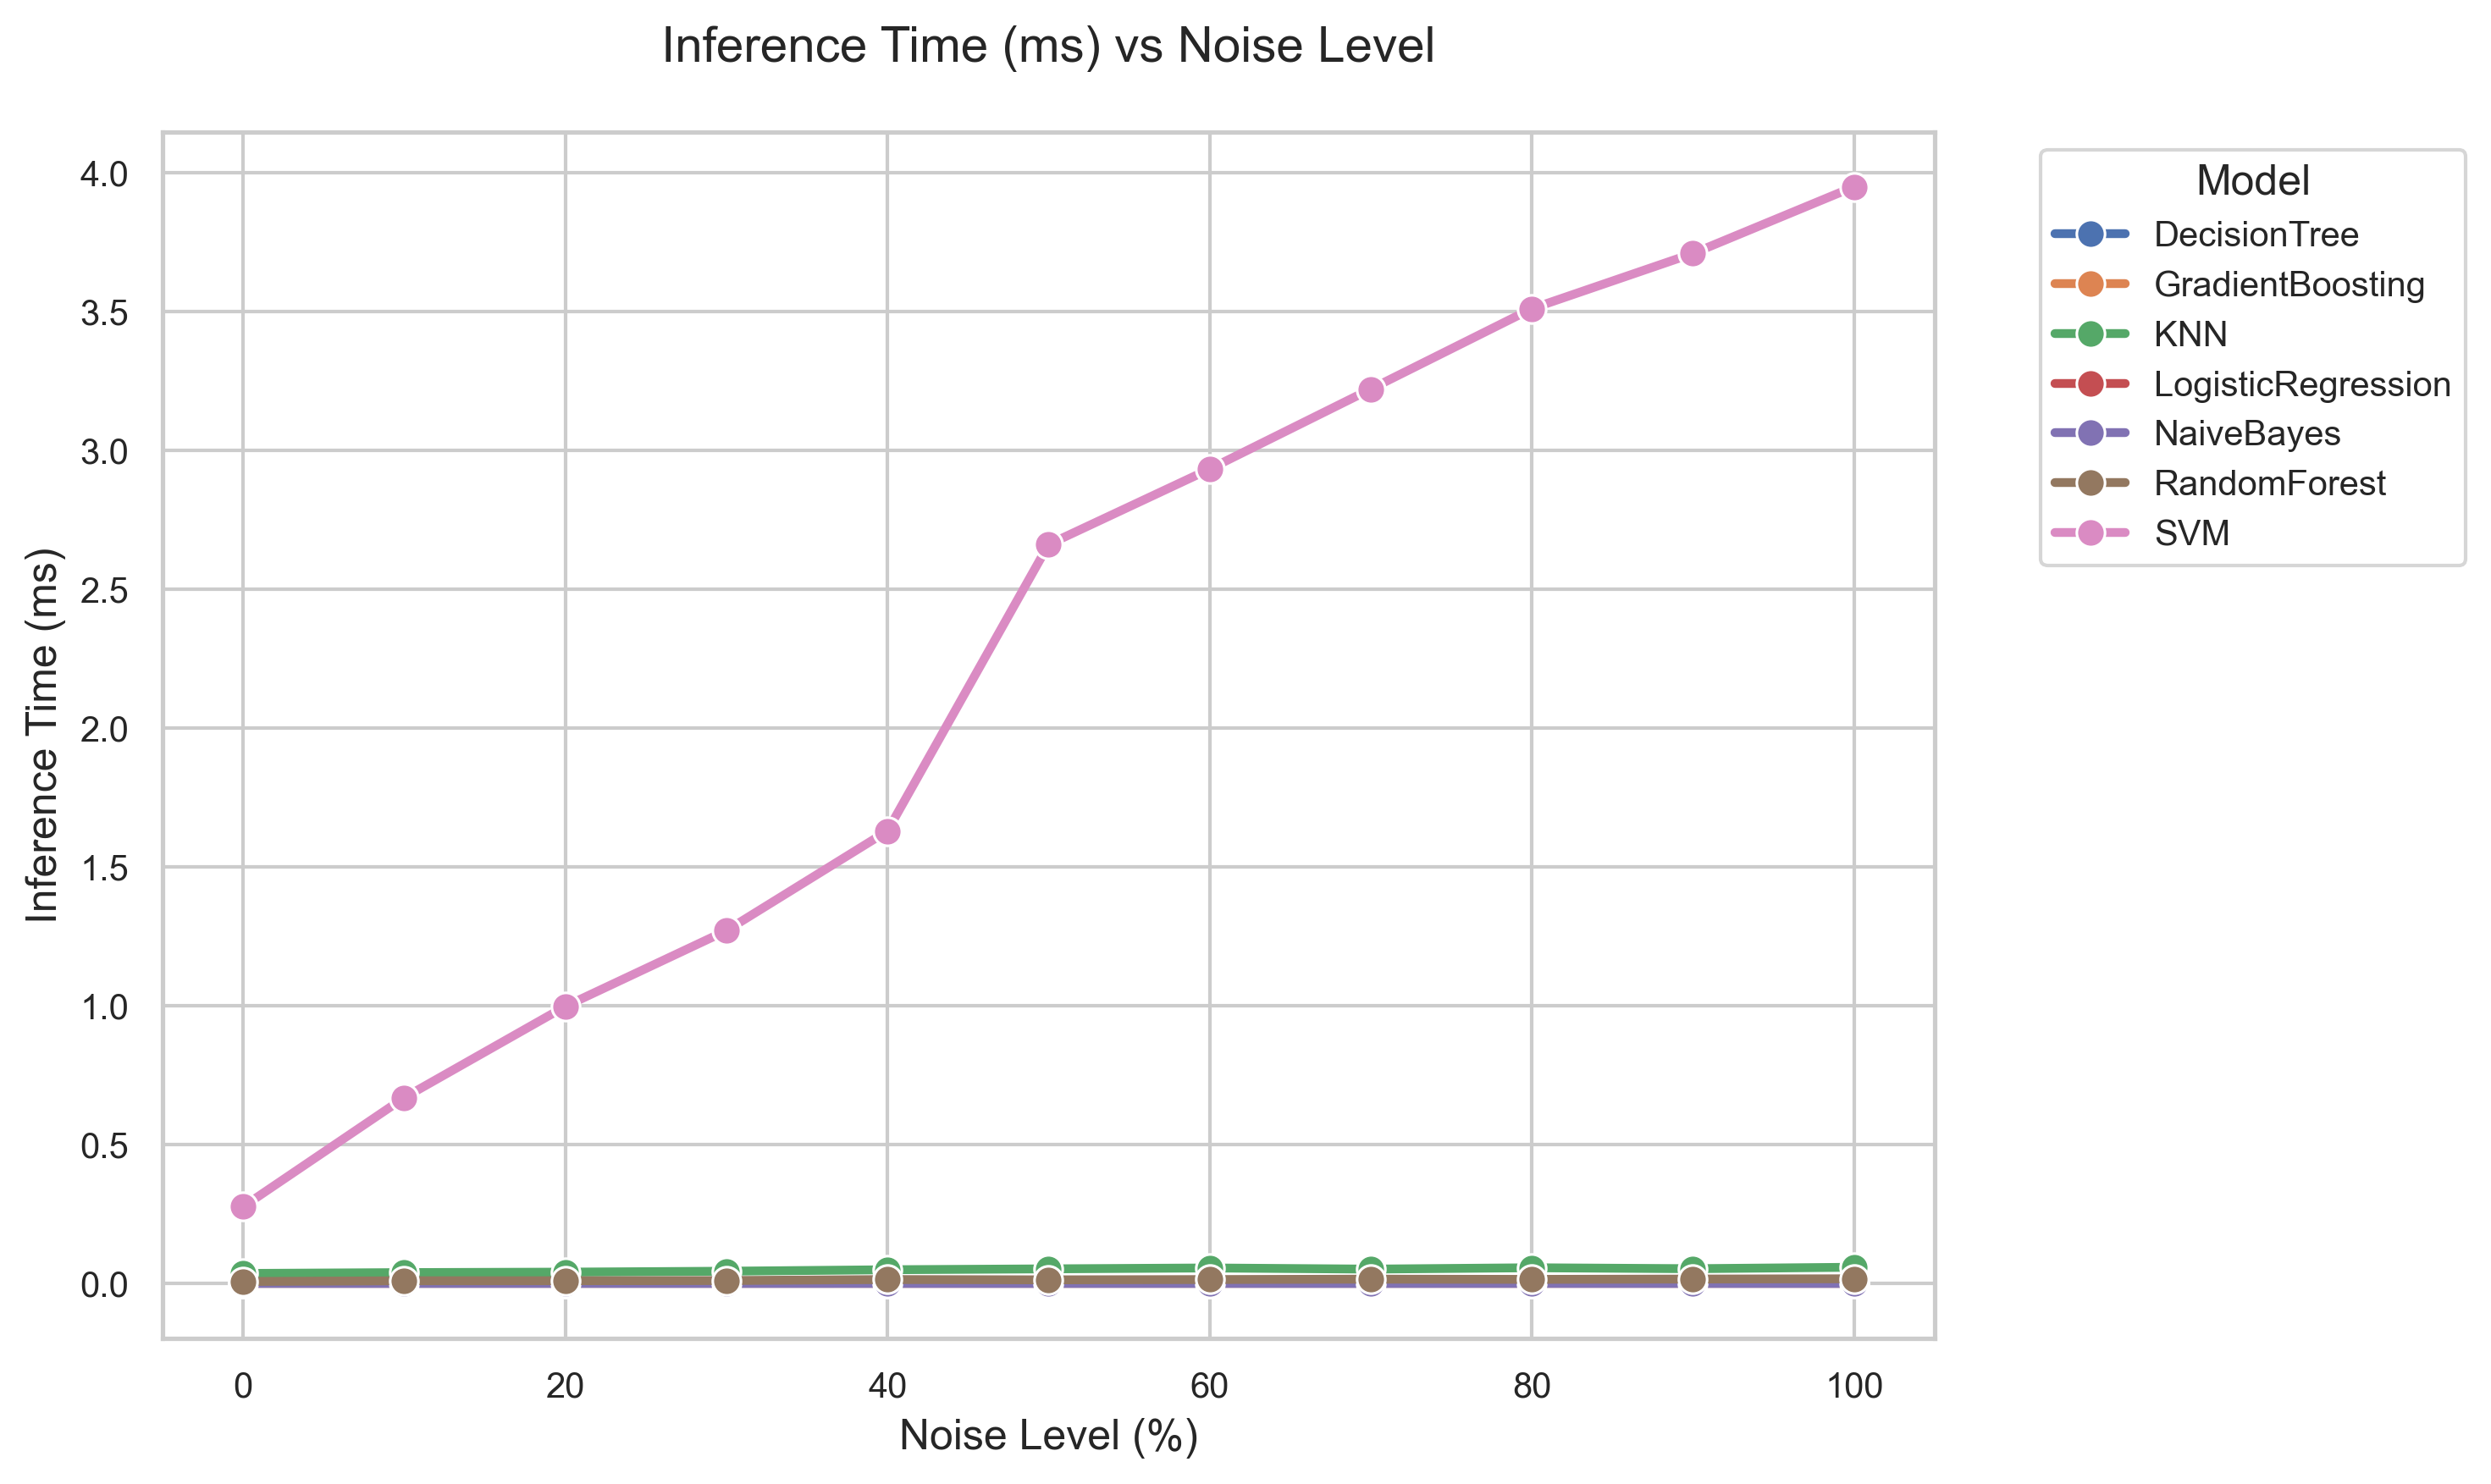 Inference Time (ms) vs Noise Level
Inference Time (ms)
4.0
3.5
3.0
2.5
2.0
1.5
1.0
0.5
0.0
0 20 40 60 80 100
Noise Level (%)
Model
DecisionTree
GradientBoosting
KNN
LogisticRegression
NaiveBayes
RandomForest
SVM